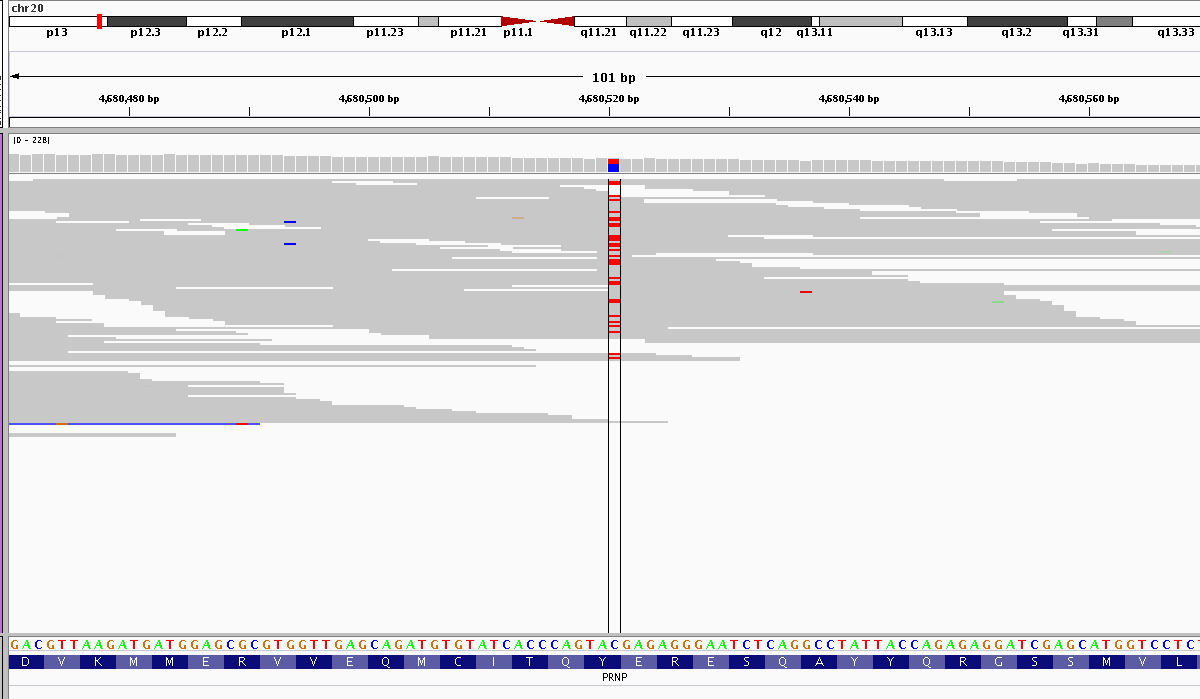 chr20
p13 p12.3 p12.2 p12.1 p11.23 p11.21 p11.1 q11.21 q11.22 q11.23 q12 q13.11 q13.13 q13.2 q13.31 q13.33
101 bp
4,680,480 bp 4,680,500 bp 4,680,520 bp 4,680,540 bp 4,680,560 bp
[0 - 228]
GACGTTAAGATGATGGAGCGCGTGGTTGAGCAGATGTGTATCACCCAGTACGAGAGGGAATCTCAGGCCTATTACCAGAGAGGATCGAGCATGGTCCTCT
D V K M M E R V V E Q M C I T Q Y E R E S Q A Y Y Q R G S S M V L
PRNP